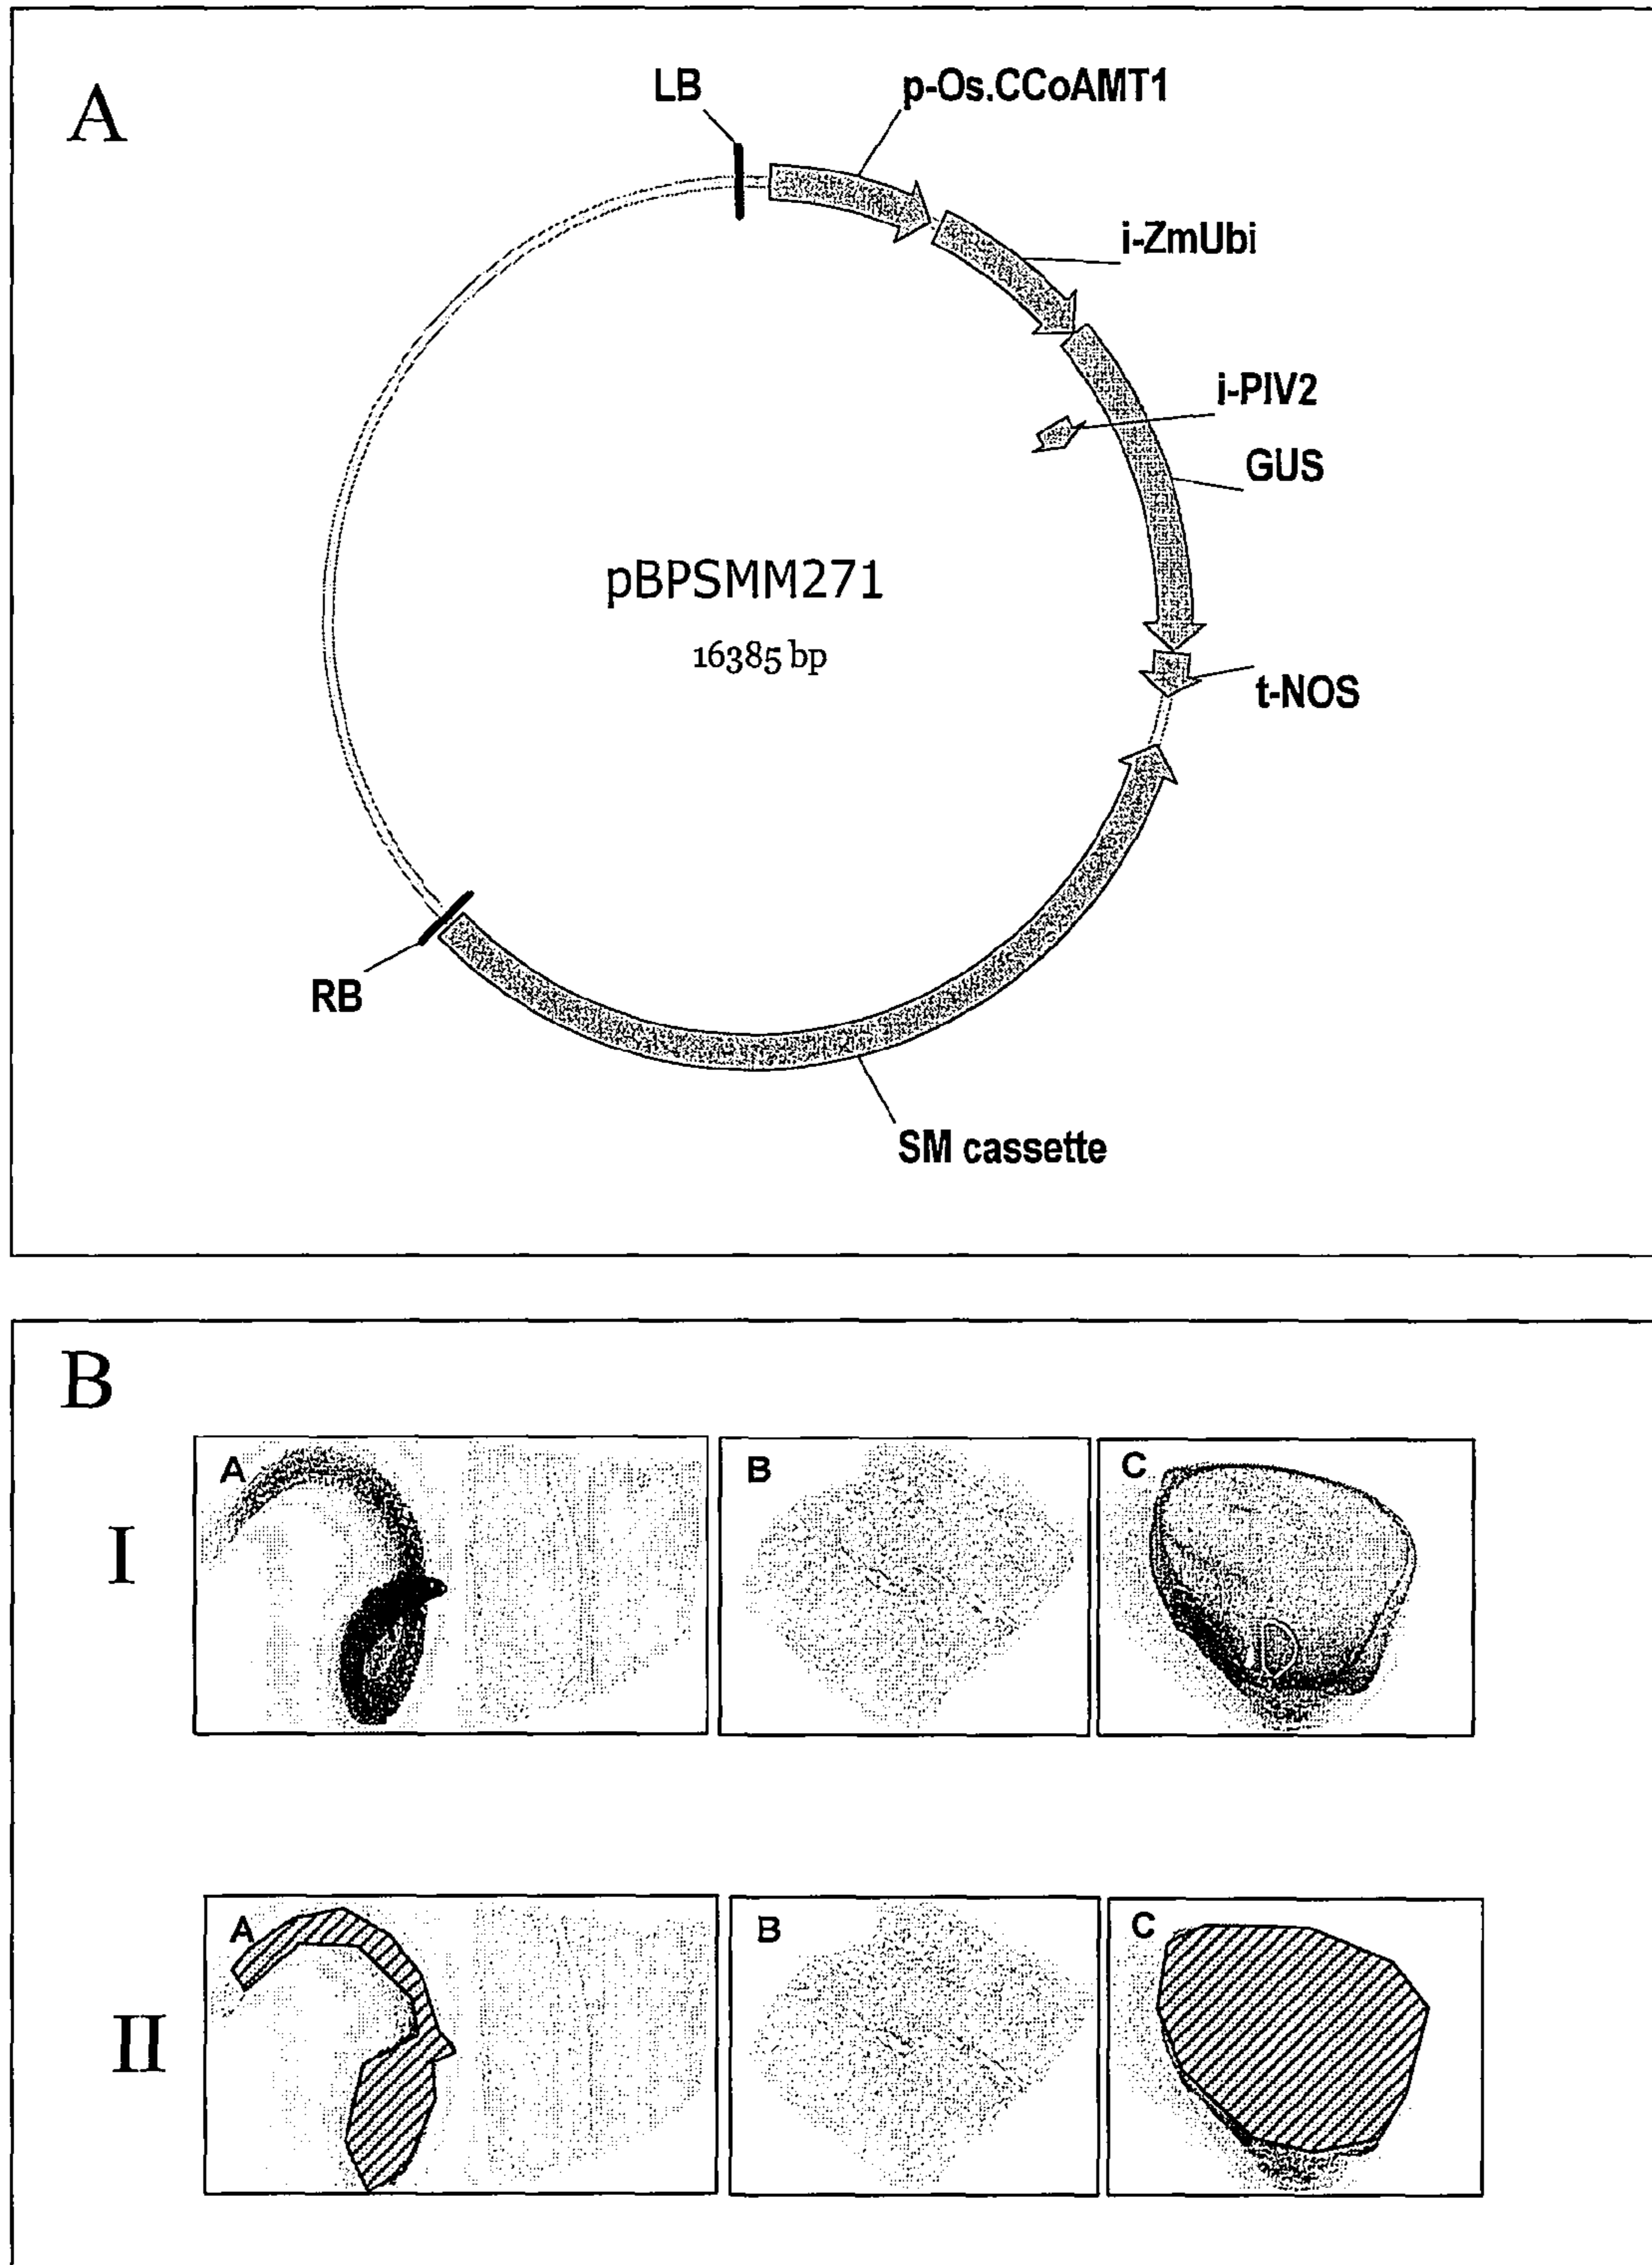 A
LB
p-Os.CCoAMT1
i-ZmUbi
i-PIV2
GUS
pBPSMM271
16385 bp
t-NOS
RB
SM cassette
B
I
A
B
C
II
A
B
C